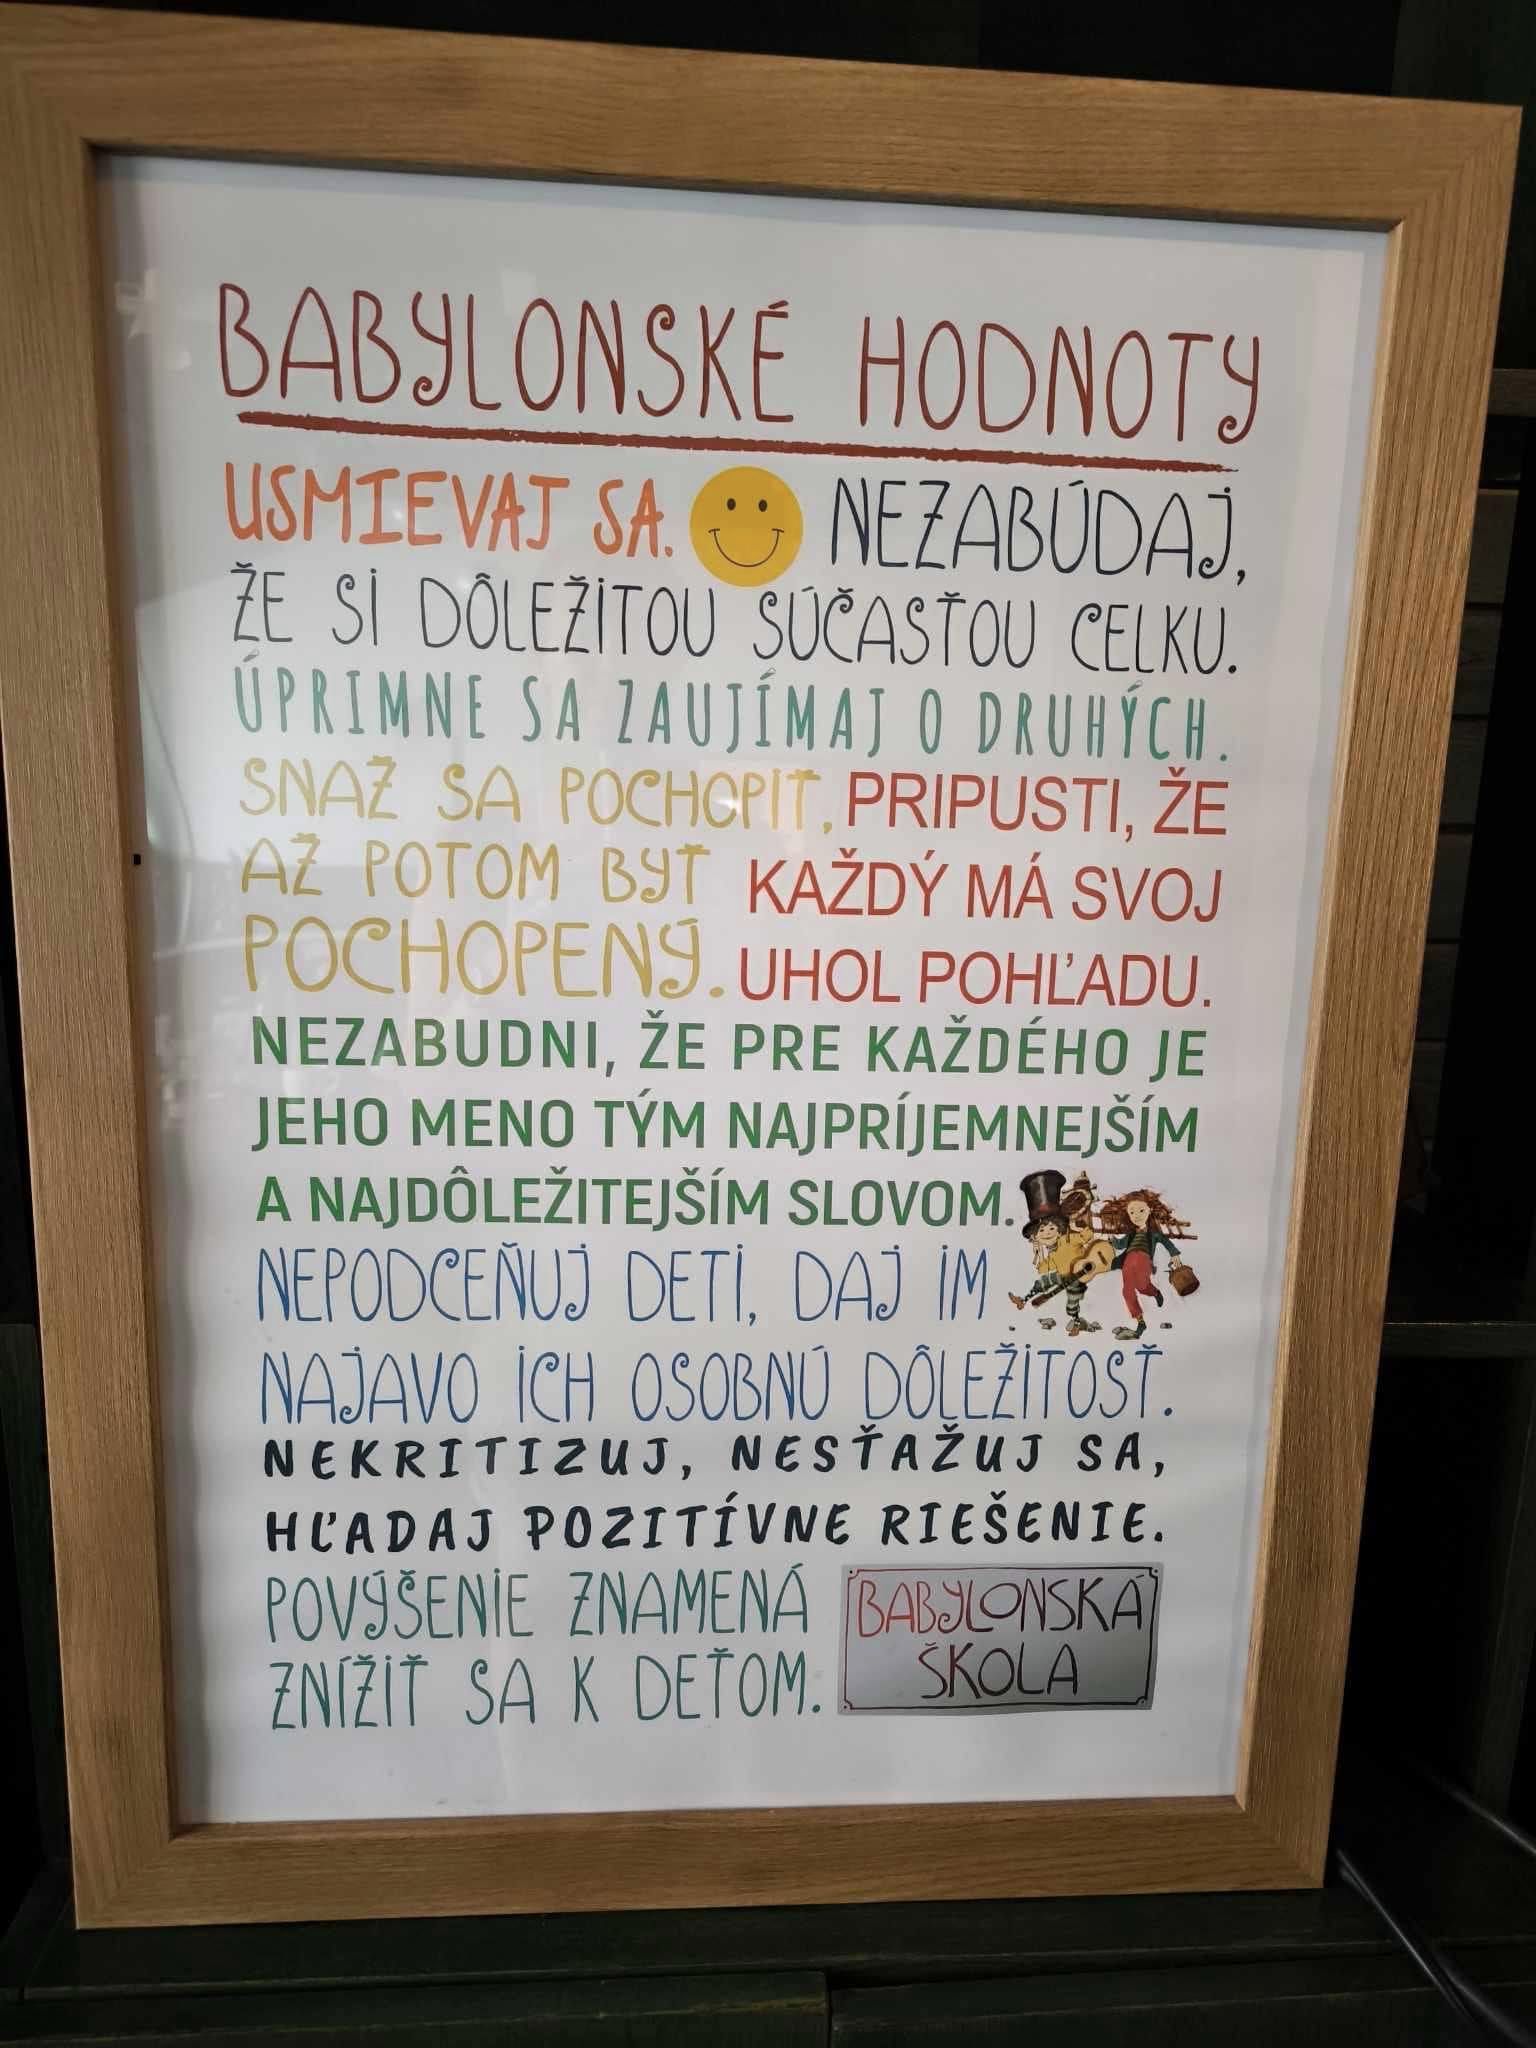 BABYLONSKÉ HODNOTY
USMIEVAJ SA. NEZABÚDAJ,
ŽE SI DÔLEŽITOU SÚČASŤOU CELKU.
ÚPRIMNE SA ZAUJÍMAJ O DRUHÝCH.
SNAŽ SA POCHOPIŤ,
AŽ POTOM BYŤ
POCHOPENÝ.
PRIPUSTI, ŽE
KAŽDÝ MÁ SVOJ
UHOL POHĽADU.
NEZABUDNI, ŽE PRE KAŽDÉHO JE
JEHO MENO TÝM NAJPRÍJEMNEJŠÍM
A NAJDÔLEŽITEJŠÍM SLOVOM.
NEPODCEŇUJ DETI, DAJ IM
NAJAVO ICH OSOBNÚ DÔLEŽITOSŤ.
NEKRITIZUJ, NESŤAŽUJ SA,
HĽADAJ POZITÍVNE RIEŠENIE.
POVÝŠENIE ZNAMENÁ
ZNÍŽIŤ SA K DEŤOM.
BABYLONSKÁ
ŠKOLA